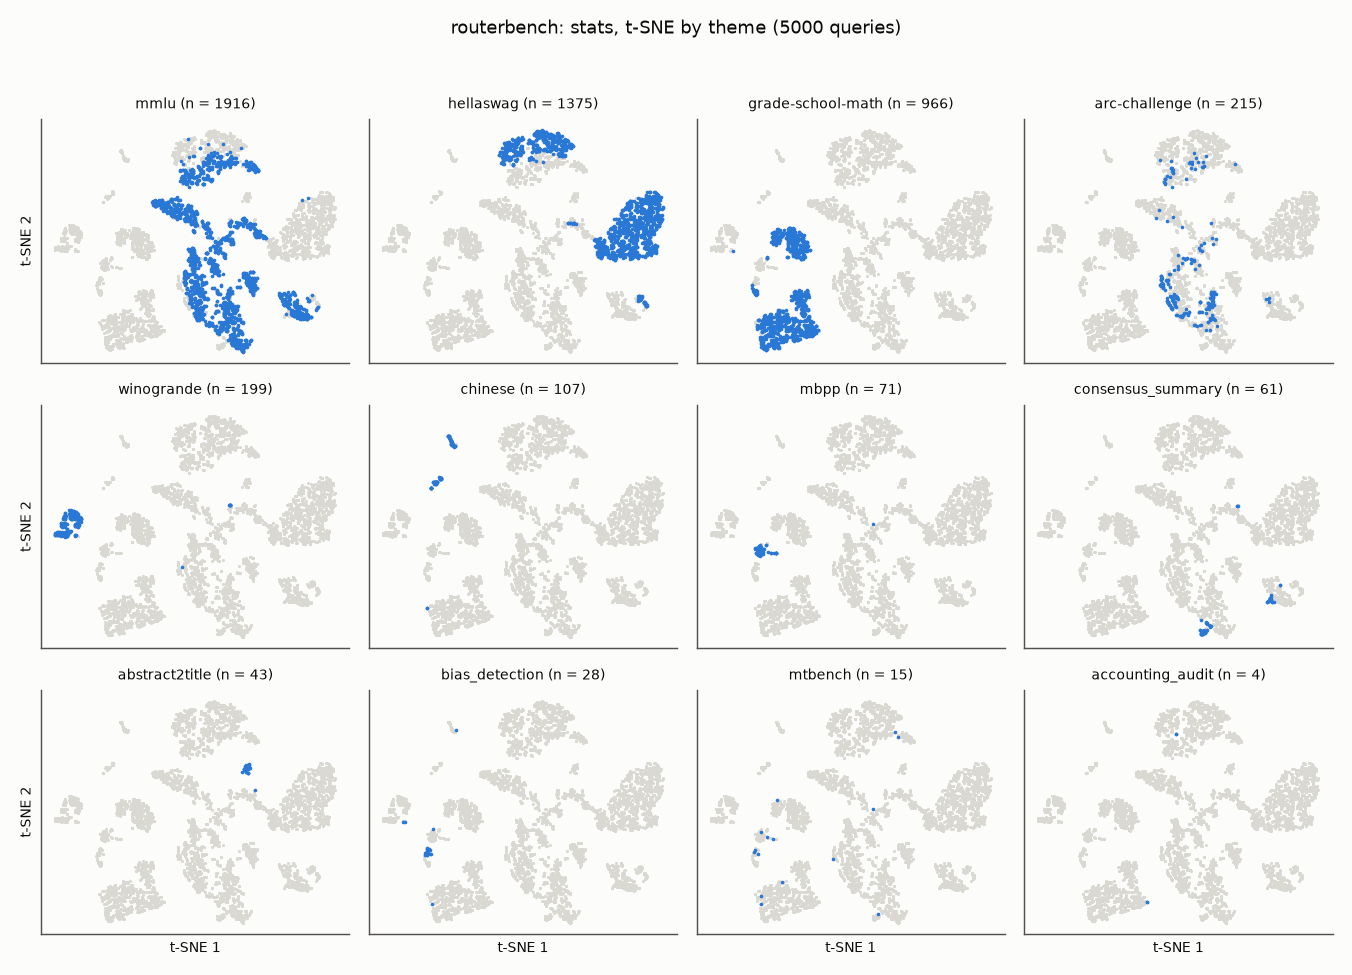 routerbench: stats, t-SNE by theme (5000 queries)
mmlu (n = 1916)
hellaswag (n = 1375)
grade-school-math (n = 966)
arc-challenge (n = 215)
t-SNE 2
winogrande (n = 199)
chinese (n = 107)
mbpp (n = 71)
consensus_summary (n = 61)
t-SNE 2
abstract2title (n = 43)
bias_detection (n = 28)
mtbench (n = 15)
accounting_audit (n = 4)
t-SNE 2
t-SNE 1
t-SNE 1
t-SNE 1
t-SNE 1